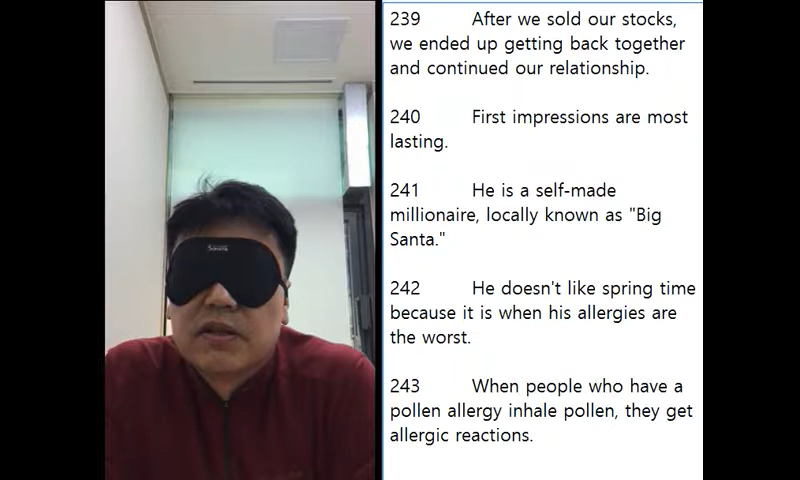 239 After we sold our stocks,
we ended up getting back together
and continued our relationship.
240 First impressions are most
lasting.
241 He is a self-made
millionaire, locally known as "Big
Santa."
242 He doesn't like spring time
because it is when his allergies are
the worst.
243 When people who have a
pollen allergy inhale pollen, they get
allergic reactions.